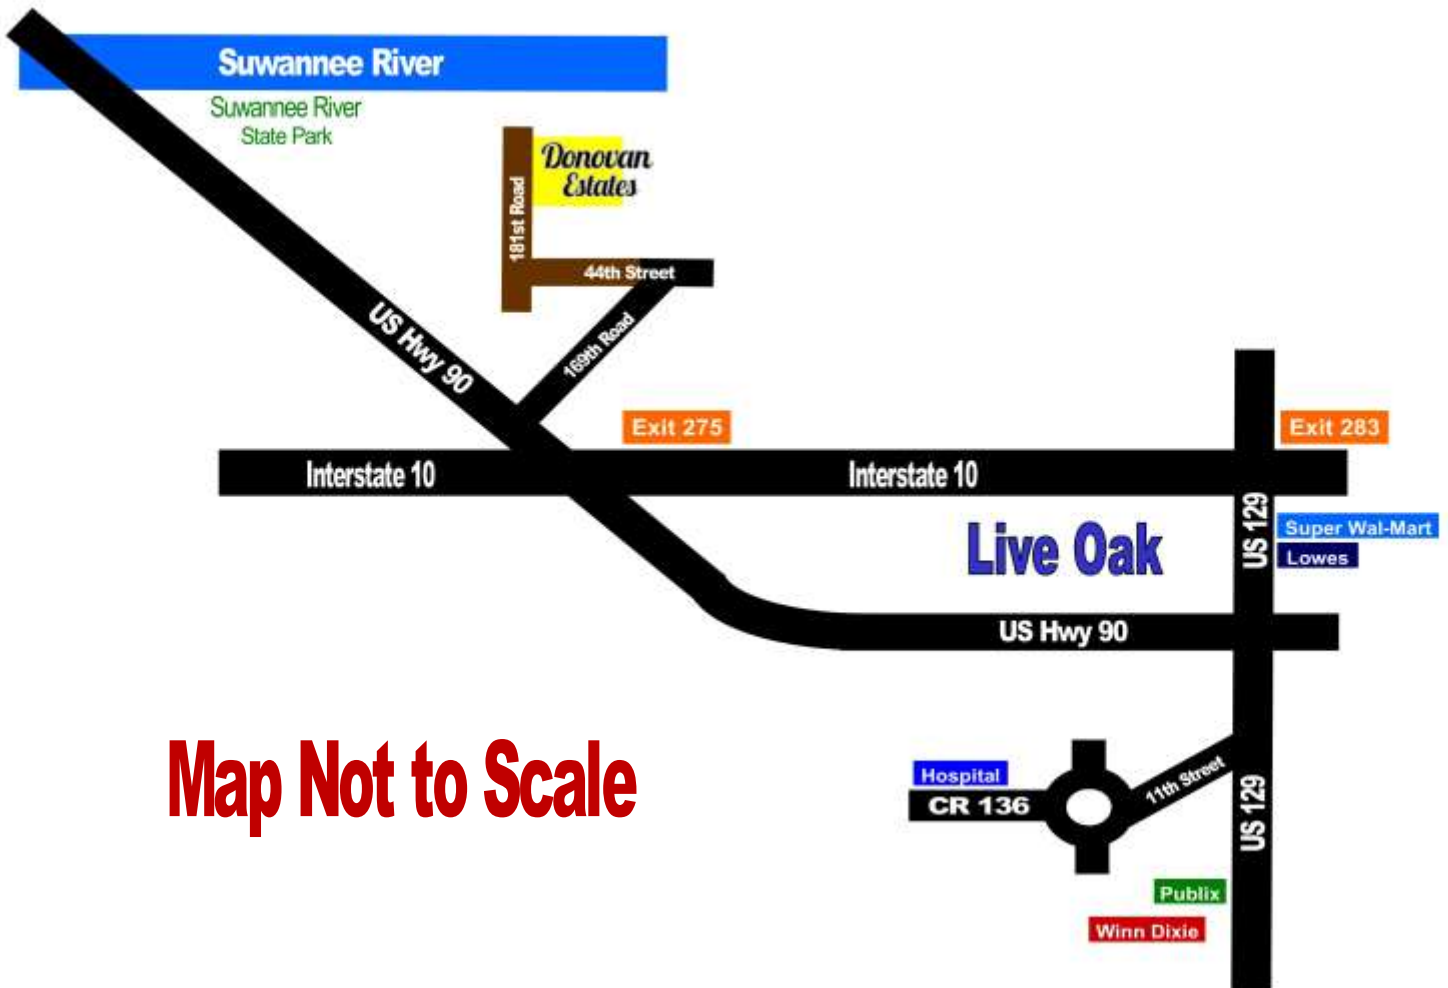 Suwannee River
Suwannee River
State Park
Donovan
Estates
181st Road
44th Street
169th Road
US Hwy 90
Exit 275
Exit 283
Interstate 10
Interstate 10
US 129
Super Wal-Mart
Lowes
Live Oak
US Hwy 90
Map Not to Scale
Hospital
CR 136
11th Street
US 129
Publix
Winn Dixie